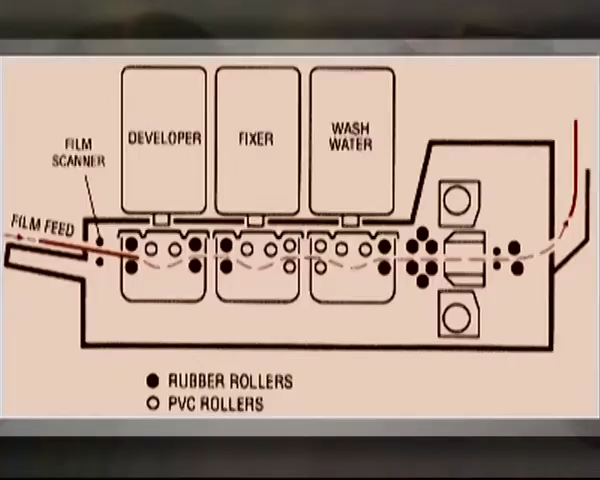 FILM
SCANNER
DEVELOPER
FIXER
WASH
WATER
FILM FEED
RUBBER ROLLERS
PVC ROLLERS